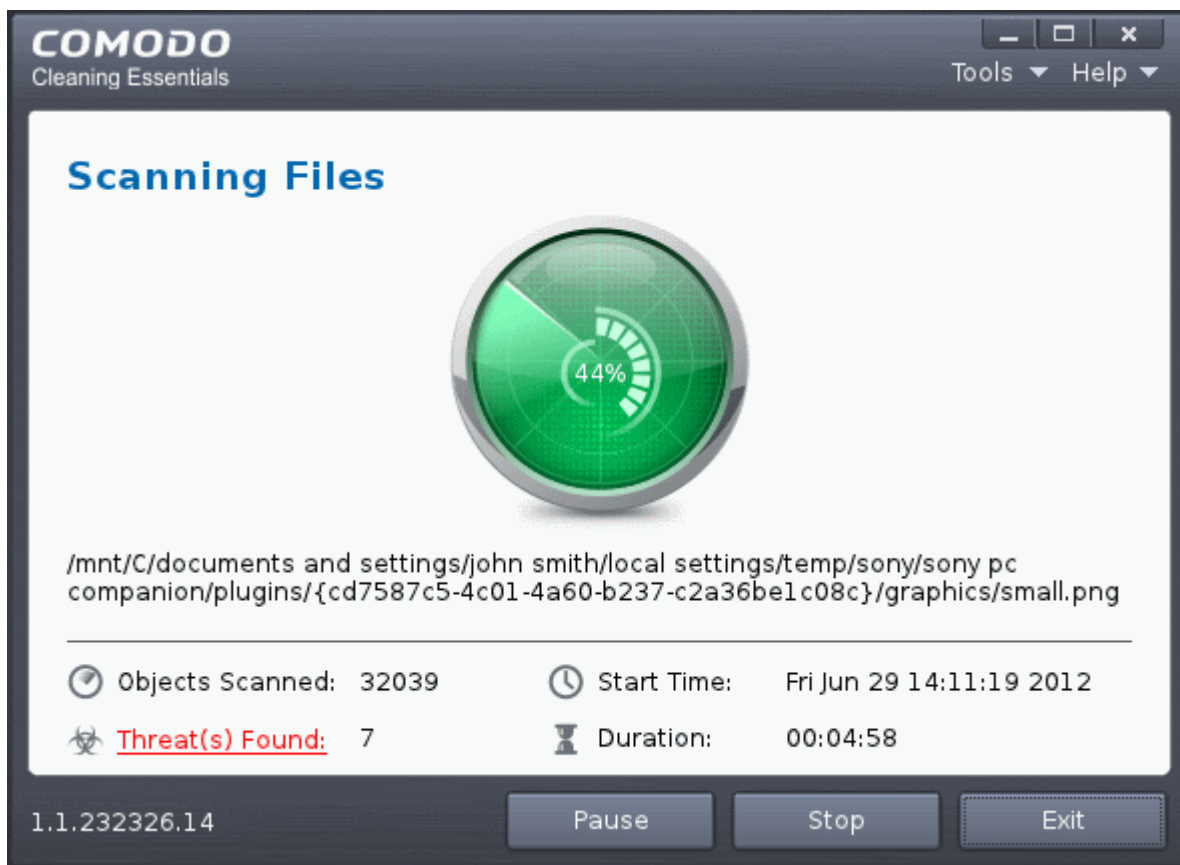 COMODO
Cleaning Essentials
Tools Help
Scanning Files
44%
/mnt/C/documents and settings/john smith/local settings/temp/sony/sony pc
companion/plugins/{cd7587c5-4c01-4a60-b237-c2a36be1c08c}/graphics/small.png
Objects Scanned: 32039
Start Time: Fri Jun 29 14:11:19 2012
Threat(s) Found: 7
Duration: 00:04:58
1.1.232326.14
Pause
Stop
Exit